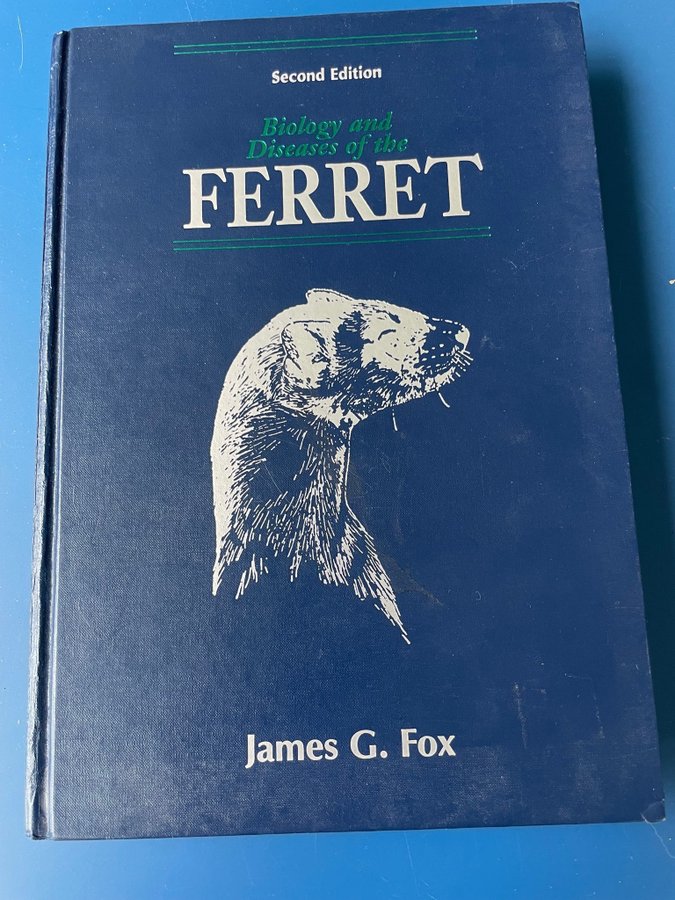 Second Edition
Biology and
Diseases of the
FERRET
James G. Fox